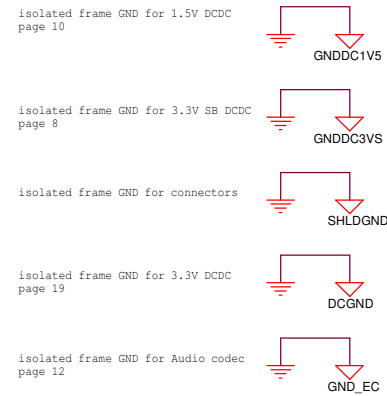 isolated frame GND for 1.5V DCDC
page 10
GNDDC1V5
isolated frame GND for 3.3V SB DCDC
page 8
GNDDC3VS
isolated frame GND for connectors
SHLDGND
isolated frame GND for 3.3V DCDC
page 19
DCGND
isolated frame GND for Audio codec
page 12
GND_EC